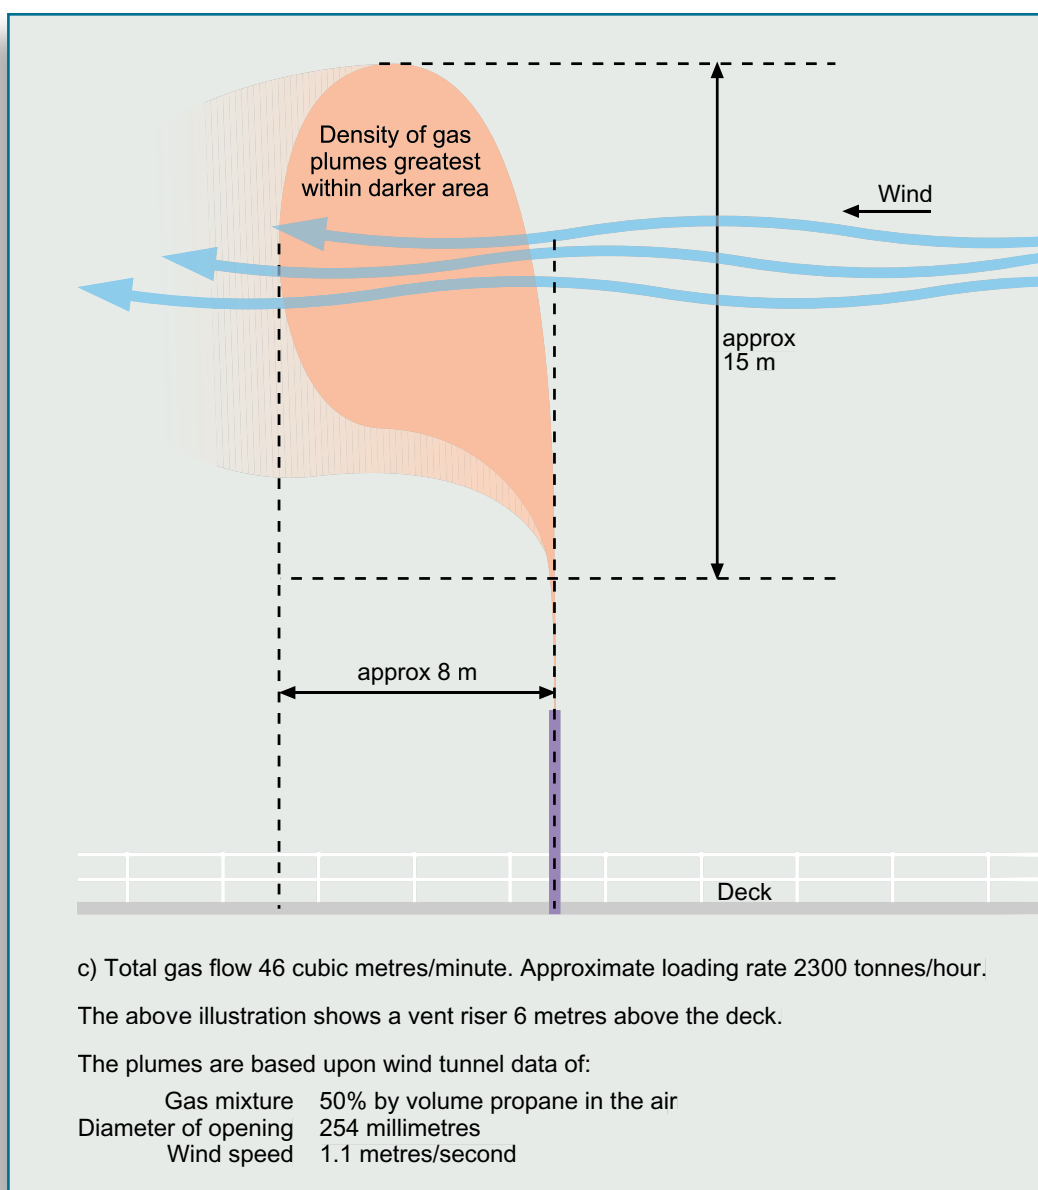 Density of gas
plumes greatest
within darker area
Wind
approx
15 m
approx 8 m
Deck
c) Total gas flow 46 cubic metres/minute. Approximate loading rate 2300 tonnes/hour.
The above illustration shows a vent riser 6 metres above the deck.
The plumes are based upon wind tunnel data of:
Gas mixture 50% by volume propane in the air
Diameter of opening 254 millimetres
Wind speed 1.1 metres/second